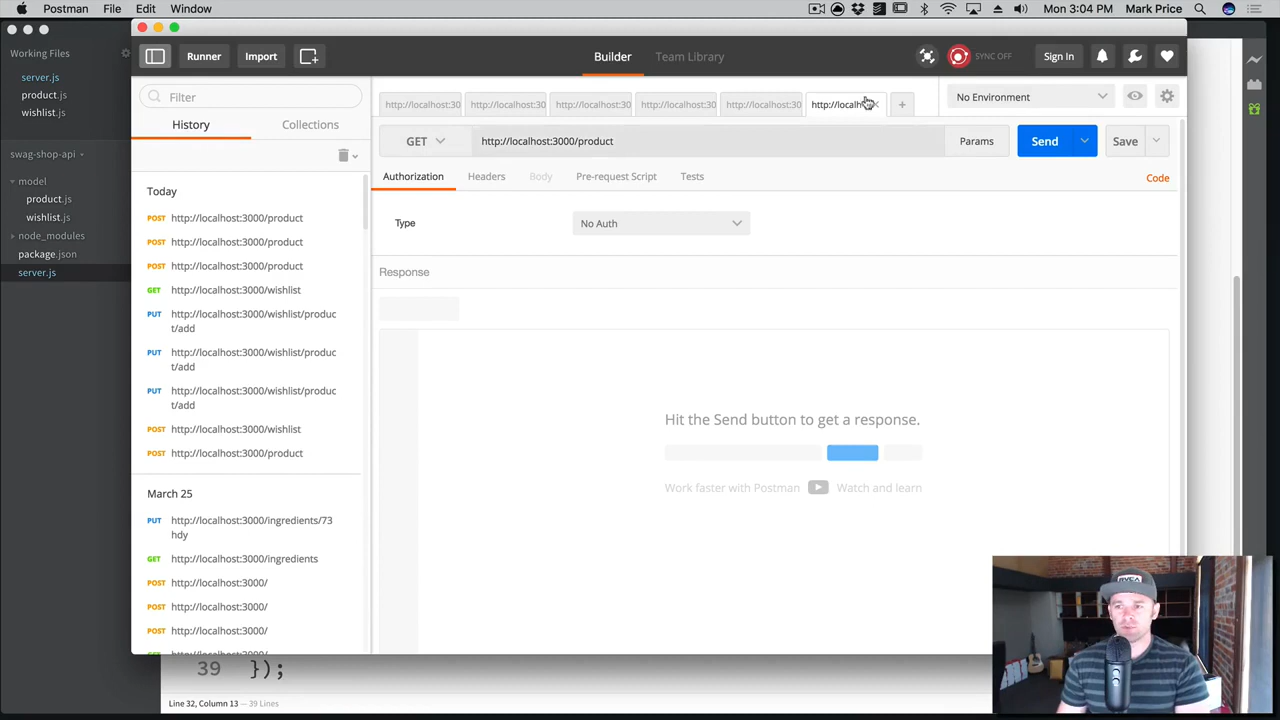 Postman File Edit Window
Mon 3:04 PM Mark Price
Working Files
server.js
product.js
wishlist.js
swag-shop-api
model
product.js
wishlist.js
node_modules
package.json
server.js
Runner Import
Builder Team Library
SYNC OFF Sign In
Filter
History Collections
Today
POST http://localhost:3000/product
POST http://localhost:3000/product
POST http://localhost:3000/product
GET http://localhost:3000/wishlist
PUT http://localhost:3000/wishlist/produc
t/add
PUT http://localhost:3000/wishlist/produc
t/add
PUT http://localhost:3000/wishlist/produc
t/add
POST http://localhost:3000/wishlist
POST http://localhost:3000/product
March 25
PUT http://localhost:3000/ingredients/73
hdy
GET http://localhost:3000/ingredients
POST http://localhost:3000/
POST http://localhost:3000/
POST http://localhost:3000/
http://localhost:30 http://localhost:30 http://localhost:30 http://localhost:30 http://localhost:30 http://localh +
No Environment
GET http://localhost:3000/product Params Send Save
Authorization Headers Body Pre-request Script Tests Code
Type No Auth
Response
Hit the Send button to get a response.
Work faster with Postman Watch and learn
39 });
Line 32, Column 13 — 39 Lines